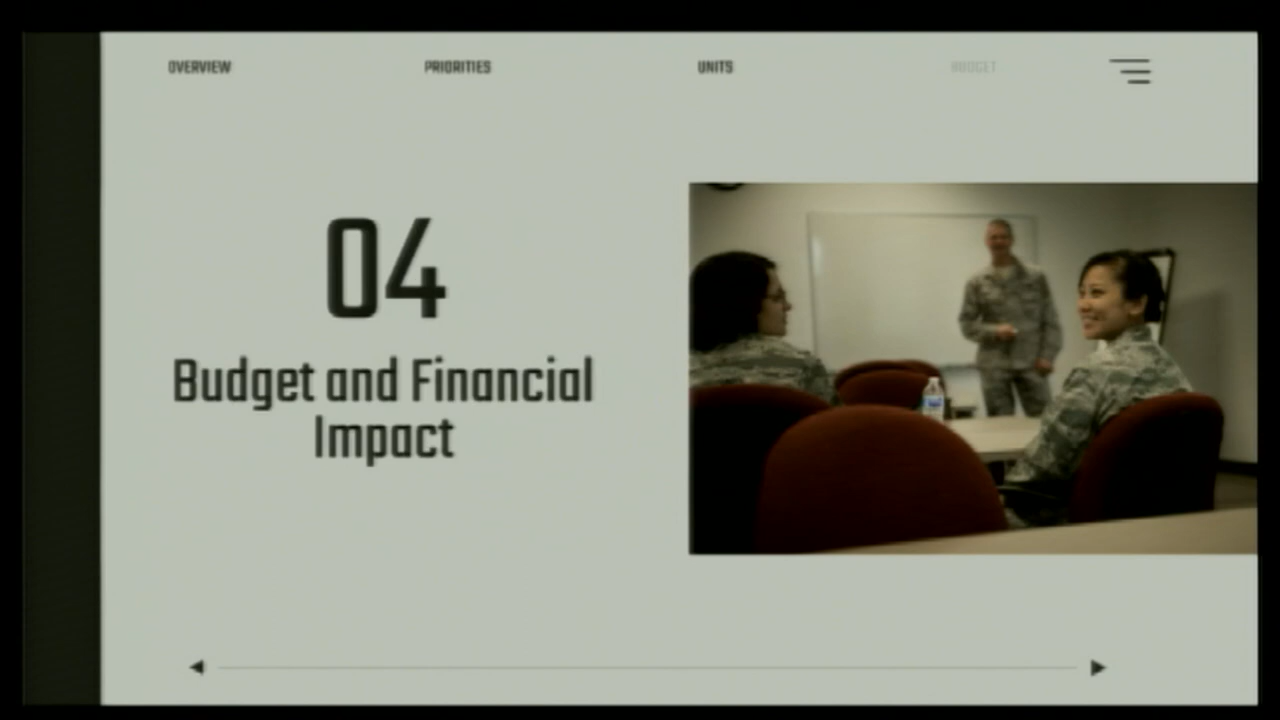 OVERVIEW PRIORITIES UNITS BUDGET
04
Budget and Financial
Impact